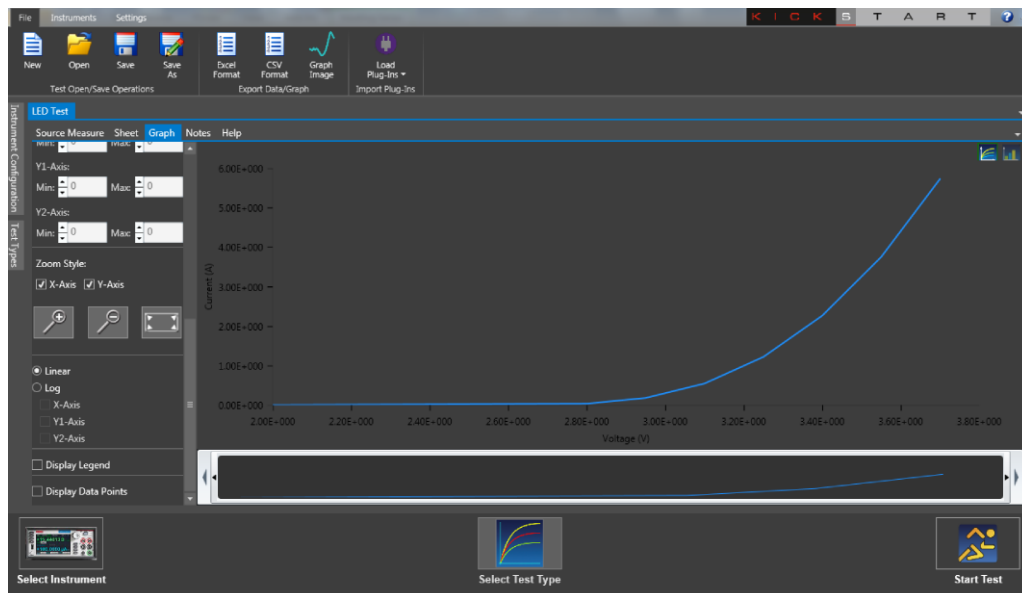 File Instruments Settings KICKSTART ?
New Open Save Save As Excel Format CSV Format Graph Image Load Plug-Ins
Test Open/Save Operations Export Data/Graph Import Plug-Ins
Instrument Configuration
Test Types
LED Test
Source Measure Sheet Graph Notes Help
Min: 0 Max: 0
Y1-Axis:
Min: 0 Max: 0
Y2-Axis:
Min: 0 Max: 0
Zoom Style:
X-Axis Y-Axis
Linear
Log
X-Axis
Y1-Axis
Y2-Axis
Display Legend
Display Data Points
6.00E+000
5.00E+000
4.00E+000
3.00E+000
2.00E+000
1.00E+000
0.00E+000
Current (A)
2.00E+000 2.20E+000 2.40E+000 2.60E+000 2.80E+000 3.00E+000 3.20E+000 3.40E+000 3.60E+000 3.80E+000
Voltage (V)
Select Instrument Select Test Type Start Test